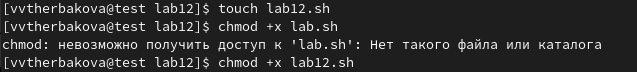 [vvtherbakova@test lab12]$ touch lab12.sh
[vvtherbakova@test lab12]$ chmod +x lab.sh
chmod: невозможно получить доступ к 'lab.sh': Нет такого файла или каталога
[vvtherbakova@test lab12]$ chmod +x lab12.sh